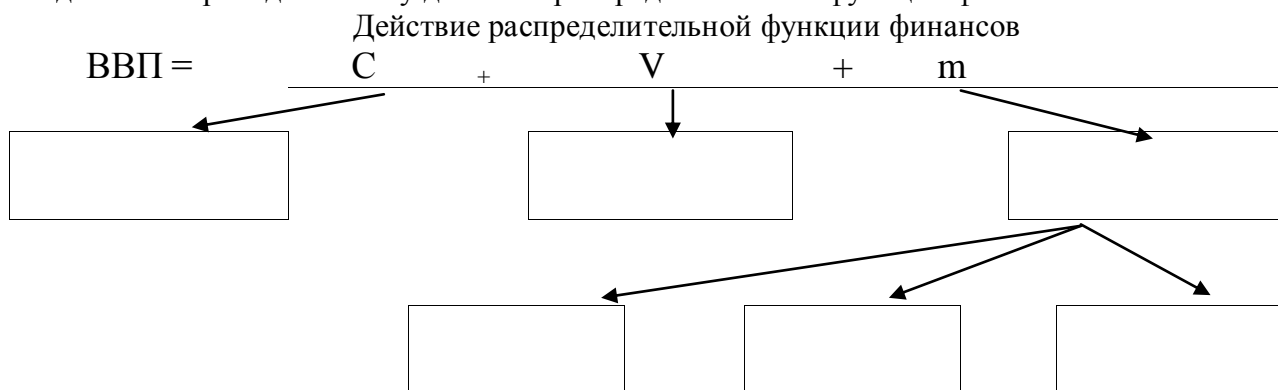 Действие распределительной функции финансов
ВВП = C + V + m